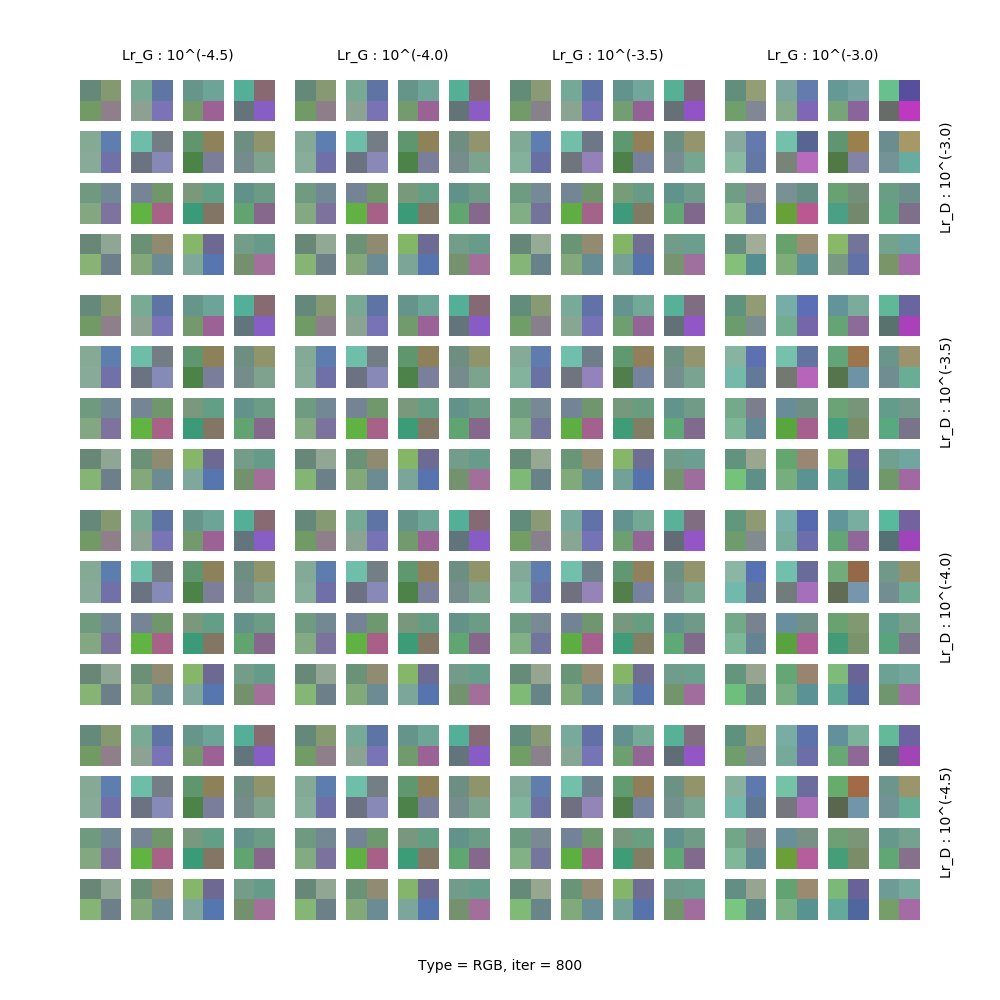 Lr_G : 10^(-4.5)
Lr_G : 10^(-4.0)
Lr_G : 10^(-3.5)
Lr_G : 10^(-3.0)
Lr_D : 10^(-3.0)
Lr_D : 10^(-3.5)
Lr_D : 10^(-4.0)
Lr_D : 10^(-4.5)
Type = RGB, iter = 800